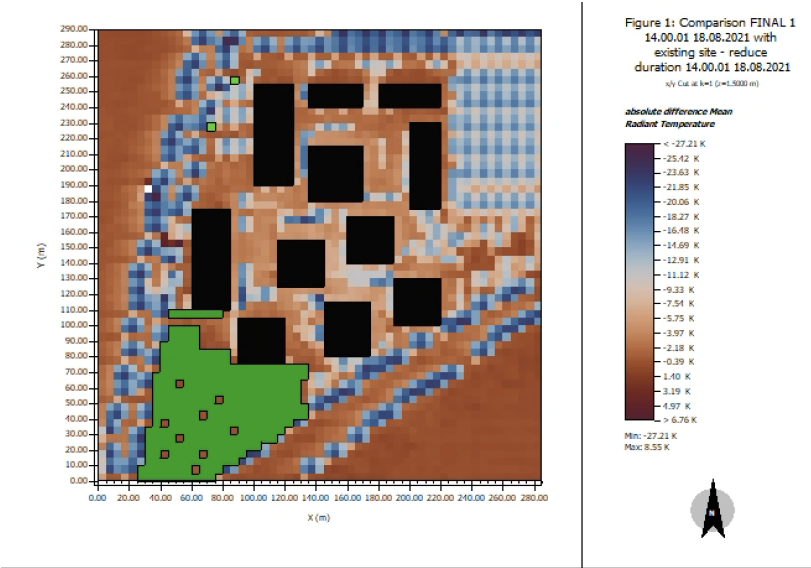 Figure 1: Comparison FINAL 1
14.00.01 18.08.2021 with
existing site - reduce
duration 14.00.01 18.08.2021
x/y Cut at k=1 (z=1.5000 m)
absolute difference Mean
Radiant Temperature
< -27.21 K
-25.42 K
-23.63 K
-21.85 K
-20.06 K
-18.27 K
-16.48 K
-14.69 K
-12.91 K
-11.12 K
-9.33 K
-7.54 K
-5.75 K
-3.97 K
-2.18 K
-0.39 K
1.40 K
3.19 K
4.97 K
> 6.76 K
Min: -27.21 K
Max: 8.55 K
N
290.00
280.00
270.00
260.00
250.00
240.00
230.00
220.00
210.00
200.00
190.00
180.00
170.00
160.00
150.00
140.00
130.00
120.00
110.00
100.00
90.00
80.00
70.00
60.00
50.00
40.00
30.00
20.00
10.00
0.00
Y (m)
0.00 20.00 40.00 60.00 80.00 100.00 120.00 140.00 160.00 180.00 200.00 220.00 240.00 260.00 280.00
X (m)